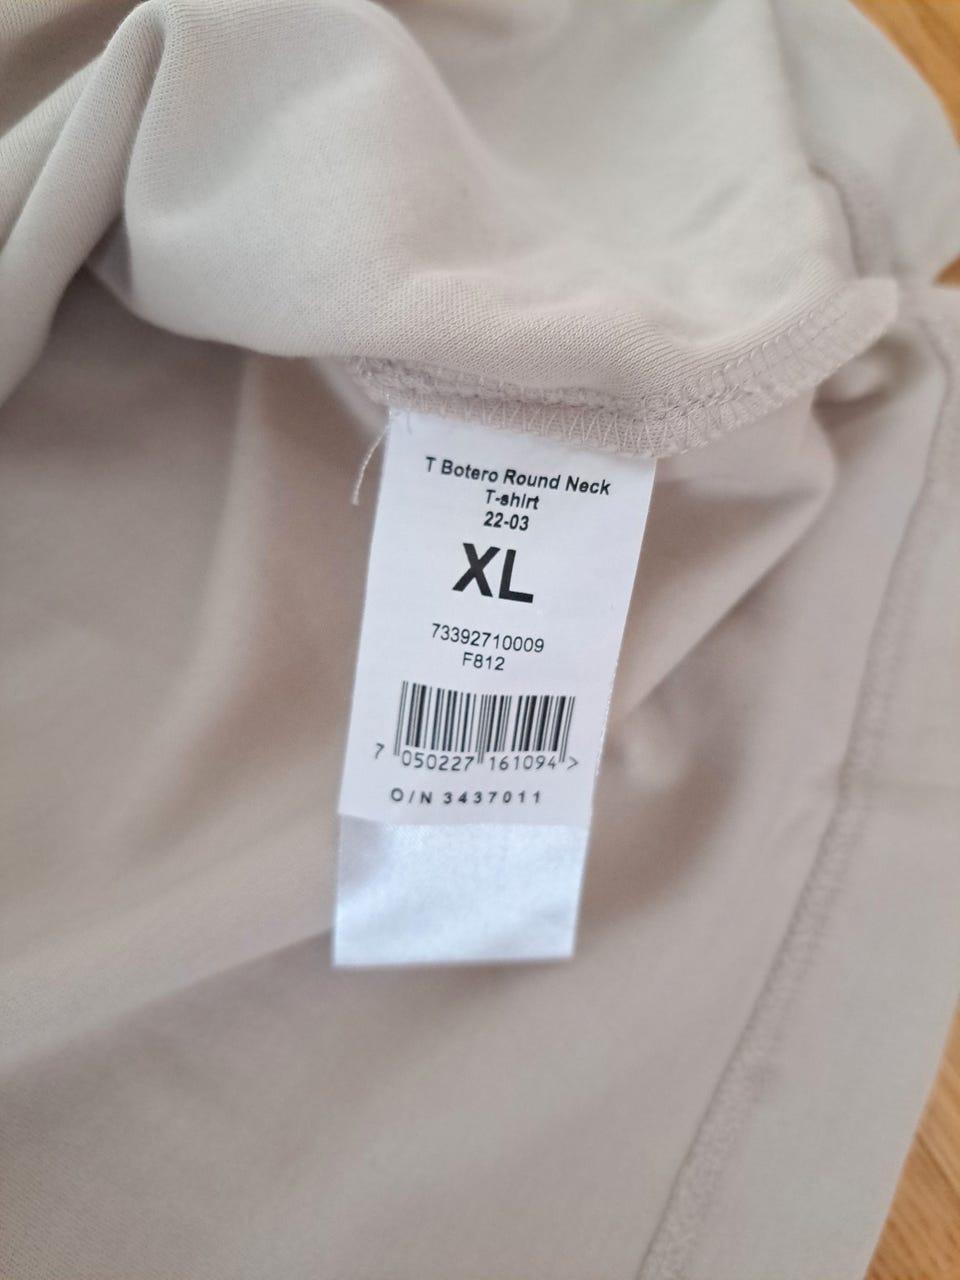 T Botero Round Neck
T-shirt
22-03
XL
73392710009
F812
7 050227 161094 >
O/N 3437011